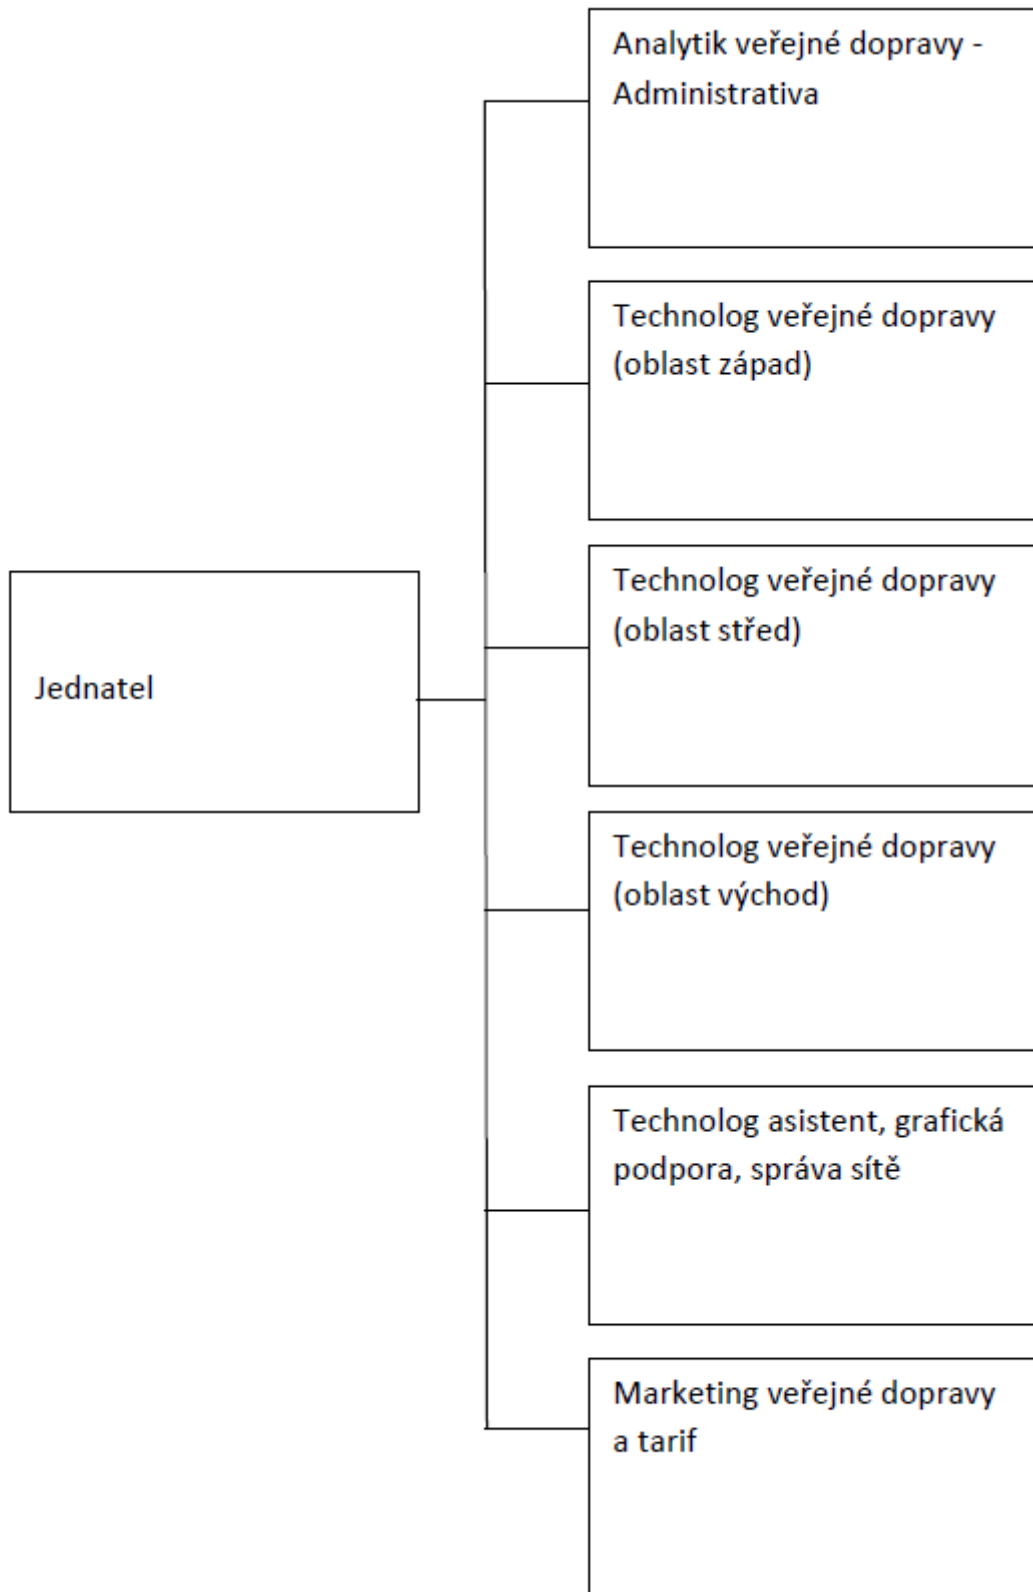 Analytik veřejné dopravy -
Administrativa
Technolog veřejné dopravy
(oblast západ)
Technolog veřejné dopravy
(oblast střed)
Jednatel
Technolog veřejné dopravy
(oblast východ)
Technolog asistent, grafická
podpora, správa sítě
Marketing veřejné dopravy
a tarif